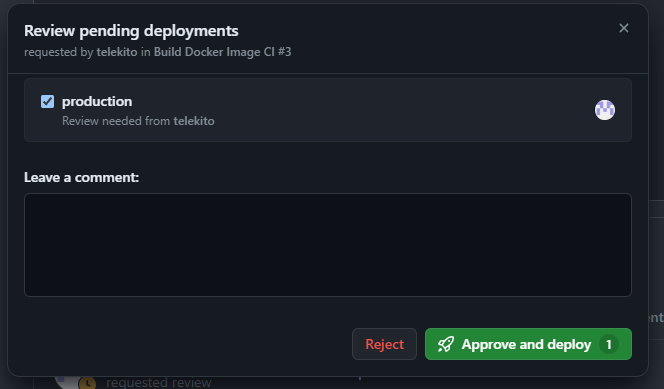 Review pending deployments
requested by telekito in Build Docker Image CI #3
production
Review needed from telekito
Leave a comment:
Reject
Approve and deploy 1
ent
requested review